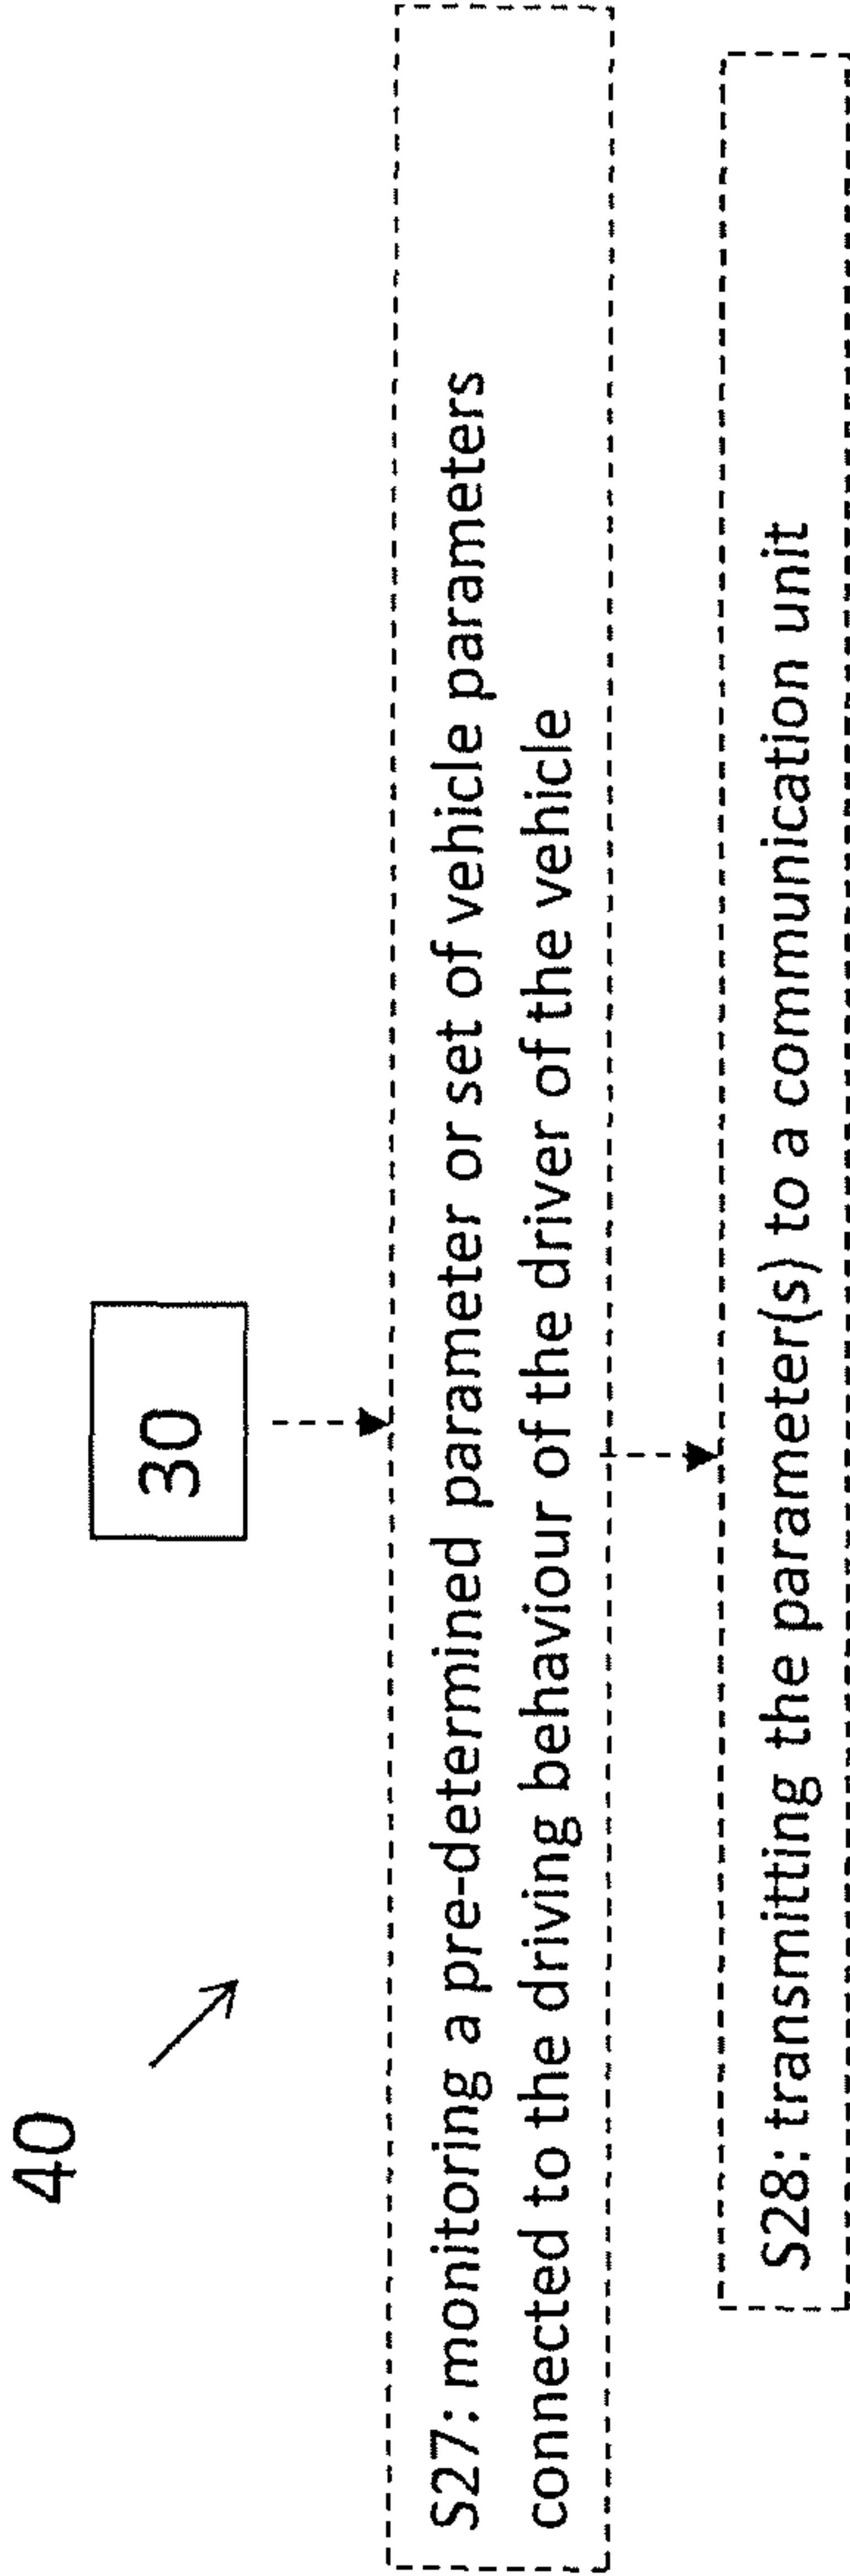 40
30
S27: monitoring a pre-determined parameter or set of vehicle parameters
connected to the driving behaviour of the driver of the vehicle
S28: transmitting the parameter(s) to a communication unit